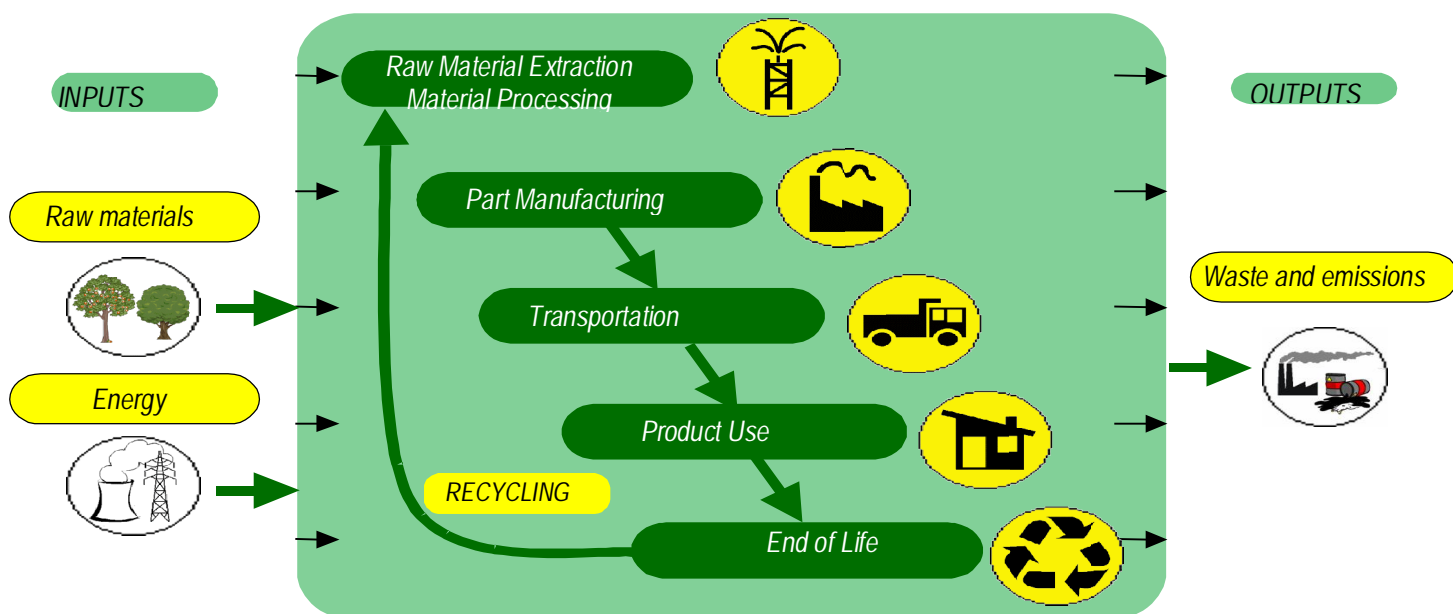 INPUTS
Raw materials
Energy
Raw Material Extraction
Material Processing
Part Manufacturing
Transportation
Product Use
End of Life
RECYCLING
OUTPUTS
Waste and emissions